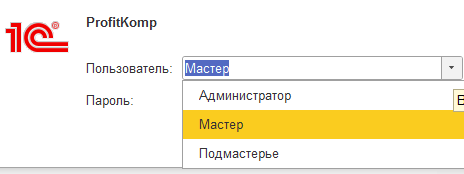 1С
ProfitKomp
Пользователь: Мастер
Администратор
Пароль:
Мастер
Подмастерье